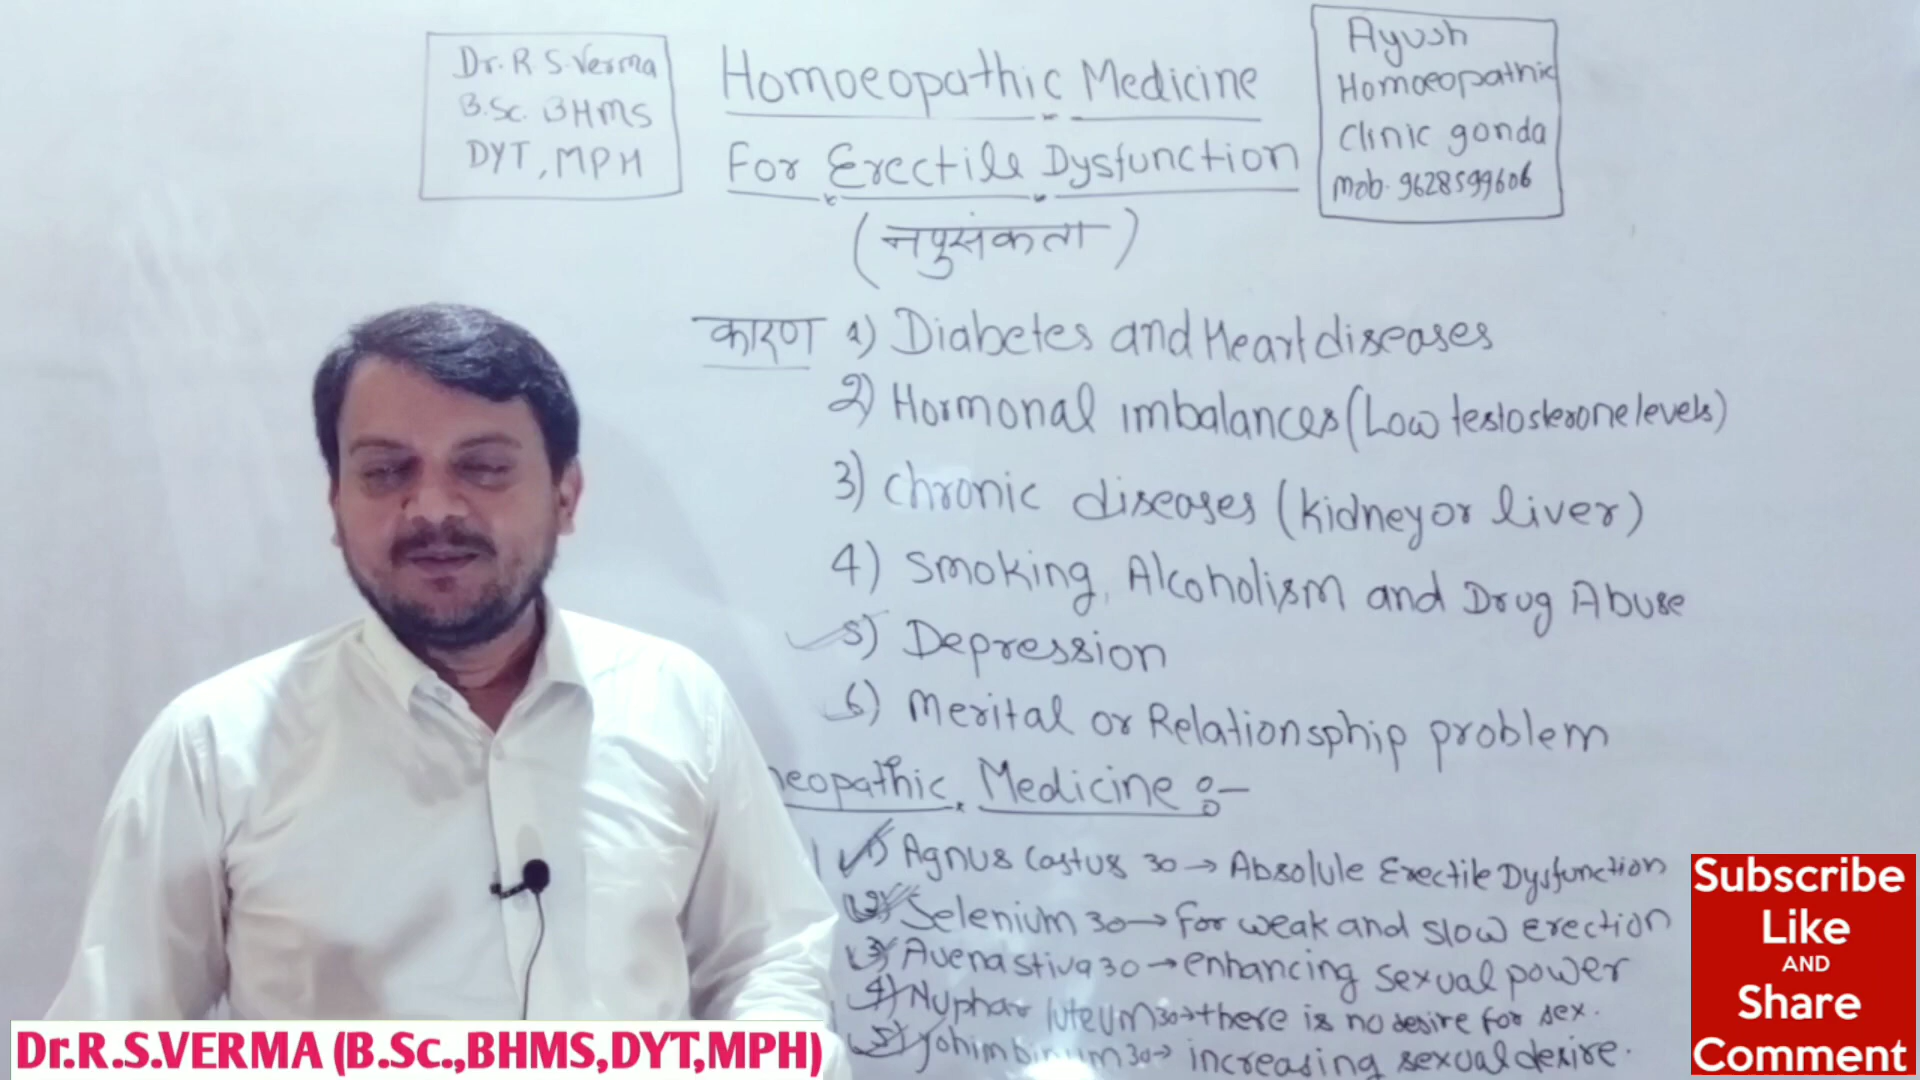 Dr. R. S. Verma
B.Sc. BHMS
DYT, MPH
Homoeopathic Medicine
For Erectile Dysfunction
(नपुसंकता)
Ayush
Homoeopathic
Clinic gonda
Mob. 9628599606
कारण 1) Diabetes and Heart diseases
2) Hormonal imbalances (Low testosterone levels)
3) Chronic diseases (kidney or liver)
4) Smoking, Alcoholism and Drug Abuse
5) Depression
6) Merital or Relationsphip problem
neopathic Medicine :-
1) Agnus Castus 30 → Absolule Erectile Dysfunction
2) Selenium 30 → For weak and slow erection
3) Avena stiva 30 → enhancing sexual power
4) Nuphar luteum 30 → there is no desire for sex.
5) Yohimbinum 30 → increasing sexual desire.
Dr.R.S.VERMA (B.Sc.,BHMS,DYT,MPH)
Subscribe
Like
AND
Share
Comment